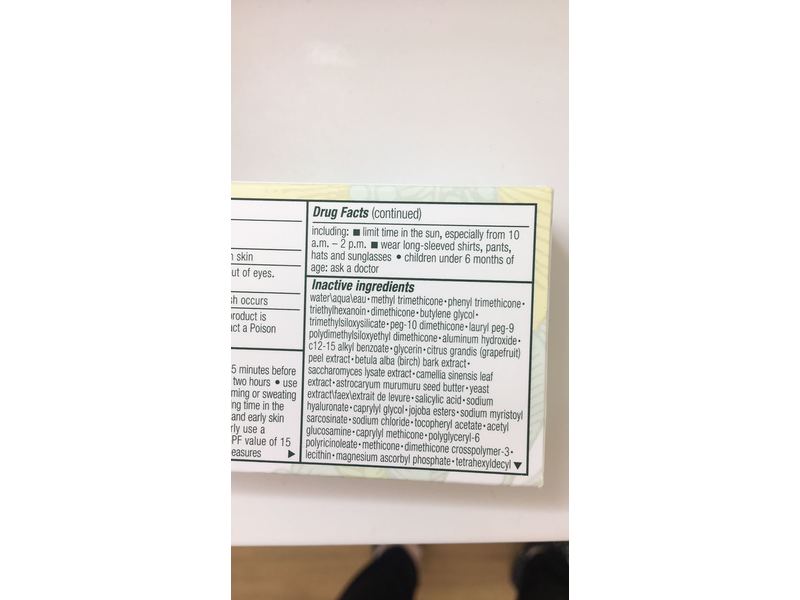 n skin
ut of eyes.
sh occurs
product is
act a Poison
5 minutes before
two hours • use
ming or sweating
ng time in the
and early skin
rly use a
PF value of 15
easures ▶
Drug Facts (continued)
including: ■ limit time in the sun, especially from 10
a.m. – 2 p.m. ■ wear long-sleeved shirts, pants,
hats and sunglasses • children under 6 months of
age: ask a doctor
Inactive ingredients
water\aqua\eau • methyl trimethicone • phenyl trimethicone •
triethylhexanoin • dimethicone • butylene glycol •
trimethylsiloxysilicate • peg-10 dimethicone • lauryl peg-9
polydimethylsiloxyethyl dimethicone • aluminum hydroxide •
c12-15 alkyl benzoate • glycerin • citrus grandis (grapefruit)
peel extract • betula alba (birch) bark extract •
saccharomyces lysate extract • camellia sinensis leaf
extract • astrocaryum murumuru seed butter • yeast
extract\faex\extrait de levure • salicylic acid • sodium
hyaluronate • caprylyl glycol • jojoba esters • sodium myristoyl
sarcosinate • sodium chloride • tocopheryl acetate • acetyl
glucosamine • caprylyl methicone • polyglyceryl-6
polyricinoleate • methicone • dimethicone crosspolymer-3 •
lecithin • magnesium ascorbyl phosphate • tetrahexyldecyl ▼